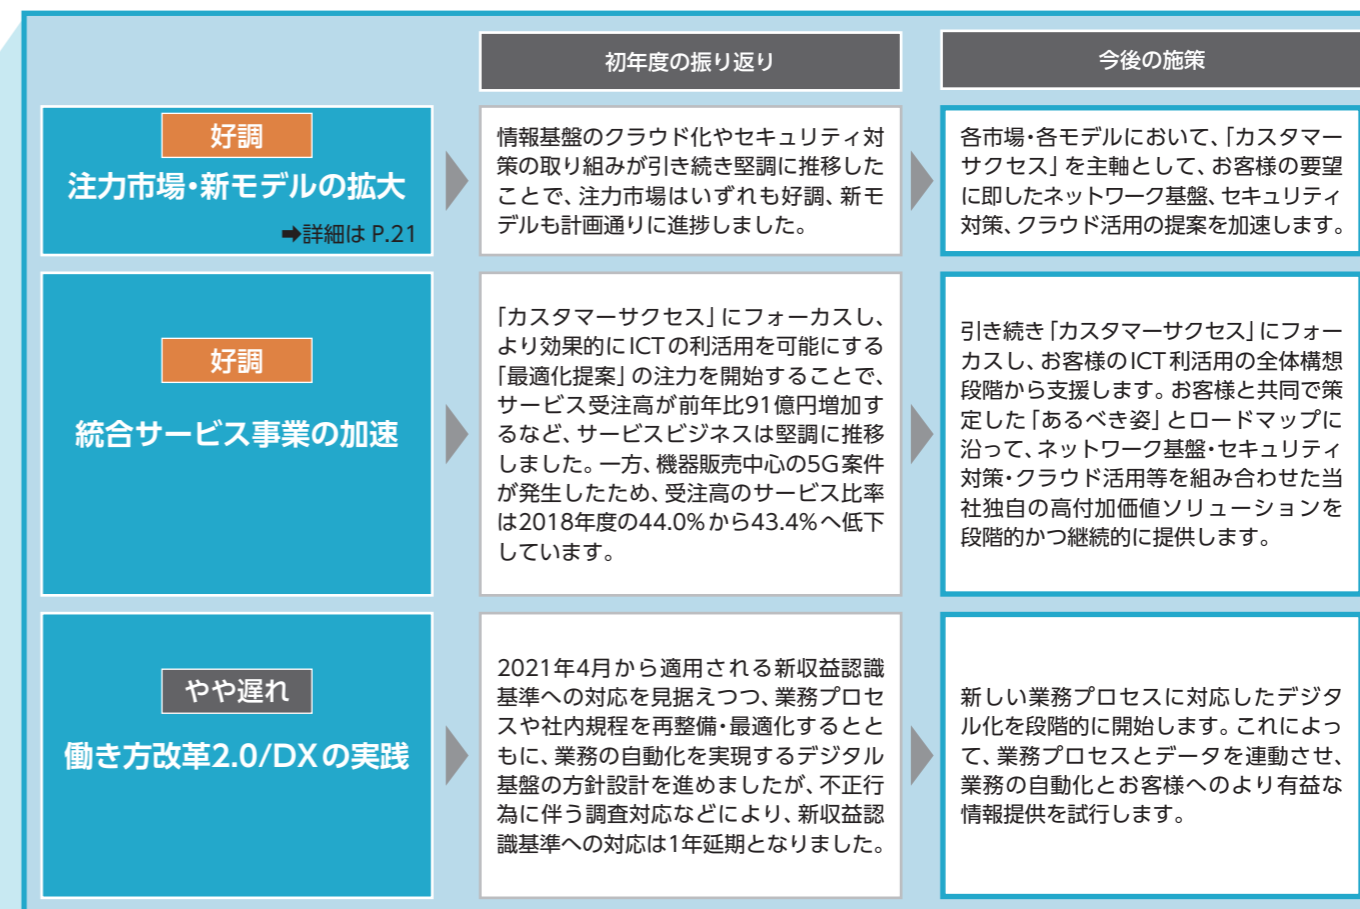 初年度の振り返り
今後の施策
好調
注力市場・新モデルの拡大
➡詳細は P.21
情報基盤のクラウド化やセキュリティ対
策の取り組みが引き続き堅調に推移した
ことで、注力市場はいずれも好調、新モ
デルも計画通りに進捗しました。
各市場・各モデルにおいて、「カスタマー
サクセス」を主軸として、お客様の要望
に即したネットワーク基盤、セキュリティ
対策、クラウド活用の提案を加速します。
好調
統合サービス事業の加速
「カスタマーサクセス」にフォーカスし、
より効果的にICTの利活用を可能にする
「最適化提案」の注力を開始することで、
サービス受注高が前年比91億円増加す
るなど、サービスビジネスは堅調に推移
しました。一方、機器販売中心の5G案件
が発生したため、受注高のサービス比率
は2018年度の44.0%から43.4%へ低下
しています。
引き続き「カスタマーサクセス」にフォー
カスし、お客様のICT利活用の全体構想
段階から支援します。お客様と共同で策
定した「あるべき姿」とロードマップに
沿って、ネットワーク基盤・セキュリティ
対策・クラウド活用等を組み合わせた当
社独自の高付加価値ソリューションを
段階的かつ継続的に提供します。
やや遅れ
働き方改革2.0/DXの実践
2021年4月から適用される新収益認識
基準への対応を見据えつつ、業務プロセ
スや社内規程を再整備・最適化するとと
もに、業務の自動化を実現するデジタル
基盤の方針設計を進めましたが、不正行
為に伴う調査対応などにより、新収益認
識基準への対応は1年延期となりました。
新しい業務プロセスに対応したデジタ
ル化を段階的に開始します。これによっ
て、業務プロセスとデータを連動させ、
業務の自動化とお客様へのより有益な
情報提供を試行します。